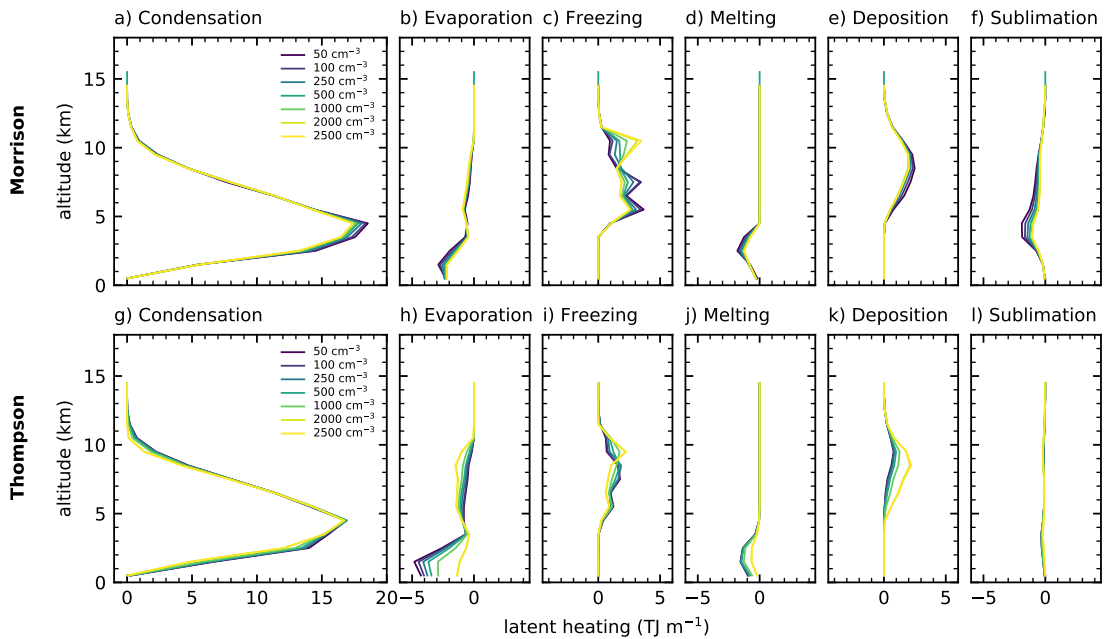 a) Condensation
b) Evaporation
c) Freezing
d) Melting
e) Deposition
f) Sublimation
Morrison
altitude (km)
15
10
5
0
50 cm⁻³
100 cm⁻³
250 cm⁻³
500 cm⁻³
1000 cm⁻³
2000 cm⁻³
2500 cm⁻³
g) Condensation
h) Evaporation
i) Freezing
j) Melting
k) Deposition
l) Sublimation
Thompson
altitude (km)
15
10
5
0
50 cm⁻³
100 cm⁻³
250 cm⁻³
500 cm⁻³
1000 cm⁻³
2000 cm⁻³
2500 cm⁻³
0 5 10 15 20
−5 0
0 5
−5 0
0 5
−5 0
latent heating (TJ m⁻¹)